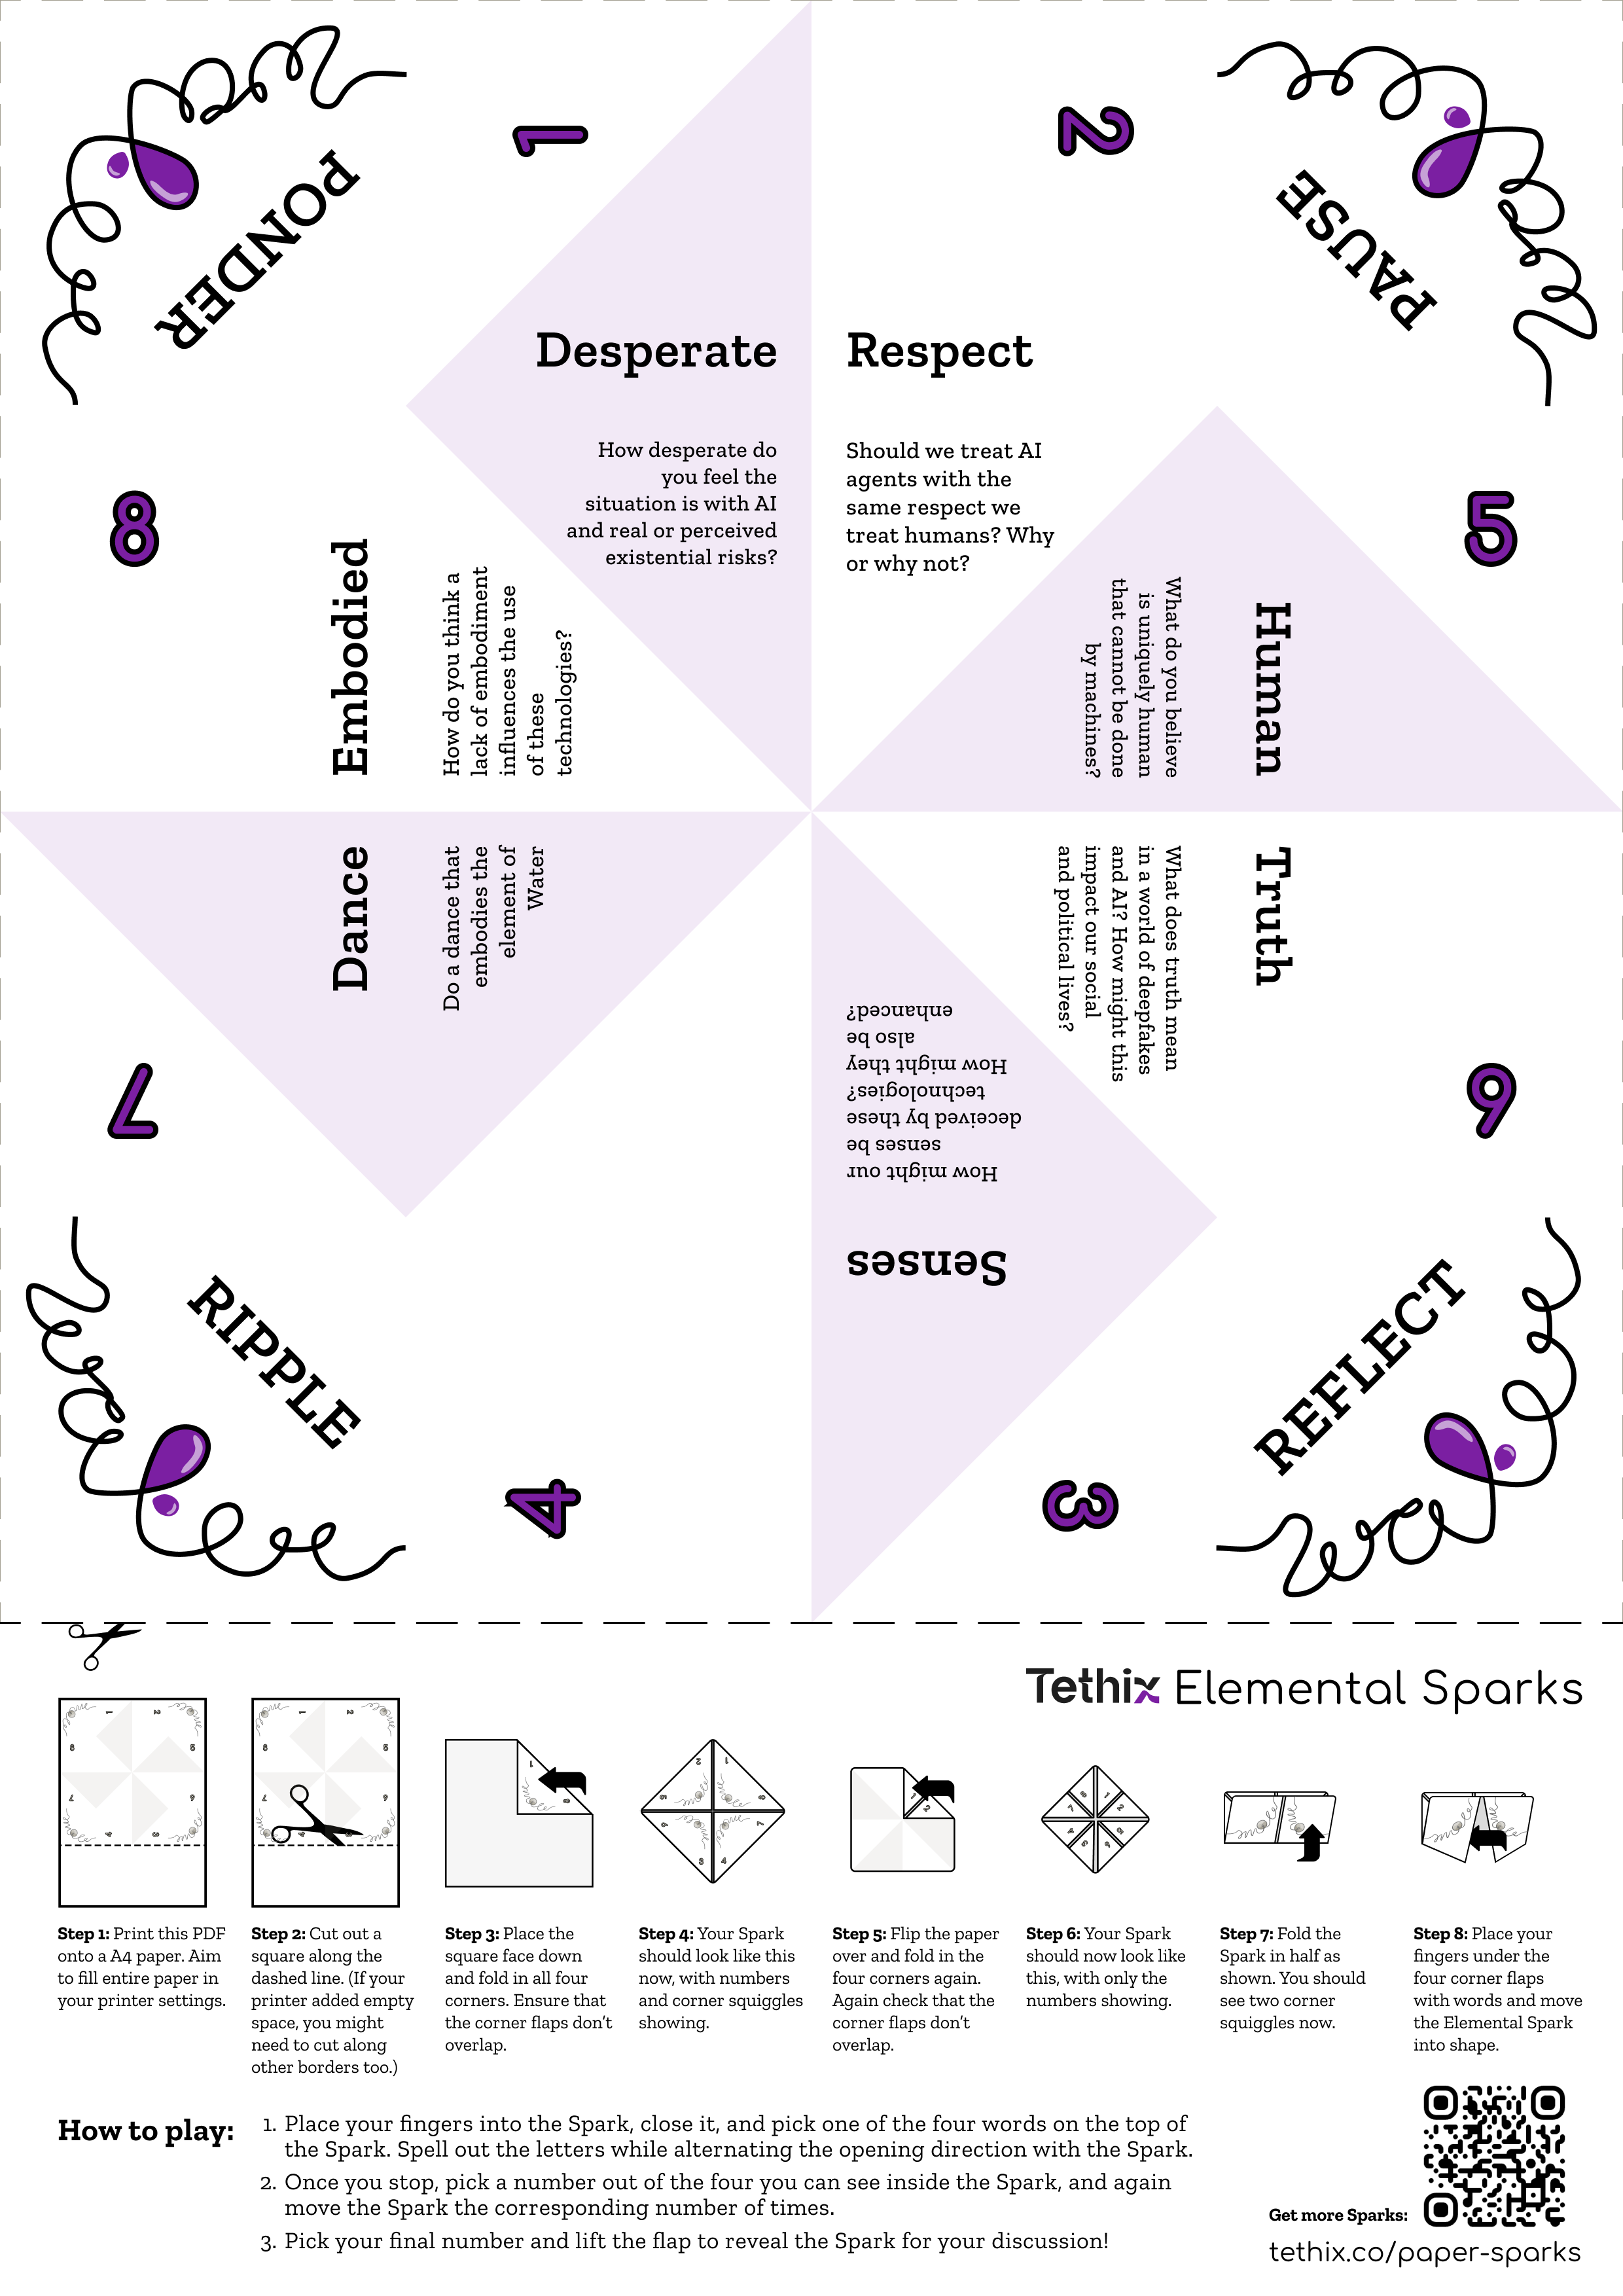 PONDER
1
2
PAUSE
Desperate
How desperate do
you feel the
situation is with AI
and real or perceived
existential risks?
Respect
Should we treat AI
agents with the
same respect we
treat humans? Why
or why not?
8
Embodied
How do you think a
lack of embodiment
influences the use
of these
technologies?
5
Human
What do you believe
is uniquely human
that cannot be done
by machines?
Dance
Do a dance that
embodies the
element of
Water
7
Truth
What does truth mean
in a world of deepfakes
and AI? How might this
impact our social
and political lives?
6
Senses
How might our
senses be
deceived by these
technologies?
How might they
also be
enhanced?
RIPPLE
4
3
REFLECT
Tethix Elemental Sparks
Step 1: Print this PDF
onto a A4 paper. Aim
to fill entire paper in
your printer settings.
Step 2: Cut out a
square along the
dashed line. (If your
printer added empty
space, you might
need to cut along
other borders too.)
Step 3: Place the
square face down
and fold in all four
corners. Ensure that
the corner flaps don't
overlap.
Step 4: Your Spark
should look like this
now, with numbers
and corner squiggles
showing.
Step 5: Flip the paper
over and fold in the
four corners again.
Again check that the
corner flaps don't
overlap.
Step 6: Your Spark
should now look like
this, with only the
numbers showing.
Step 7: Fold the
Spark in half as
shown. You should
see two corner
squiggles now.
Step 8: Place your
fingers under the
four corner flaps
with words and move
the Elemental Spark
into shape.
How to play:
1. Place your fingers into the Spark, close it, and pick one of the four words on the top of
the Spark. Spell out the letters while alternating the opening direction with the Spark.
2. Once you stop, pick a number out of the four you can see inside the Spark, and again
move the Spark the corresponding number of times.
3. Pick your final number and lift the flap to reveal the Spark for your discussion!
Get more Sparks:
tethix.co/paper-sparks